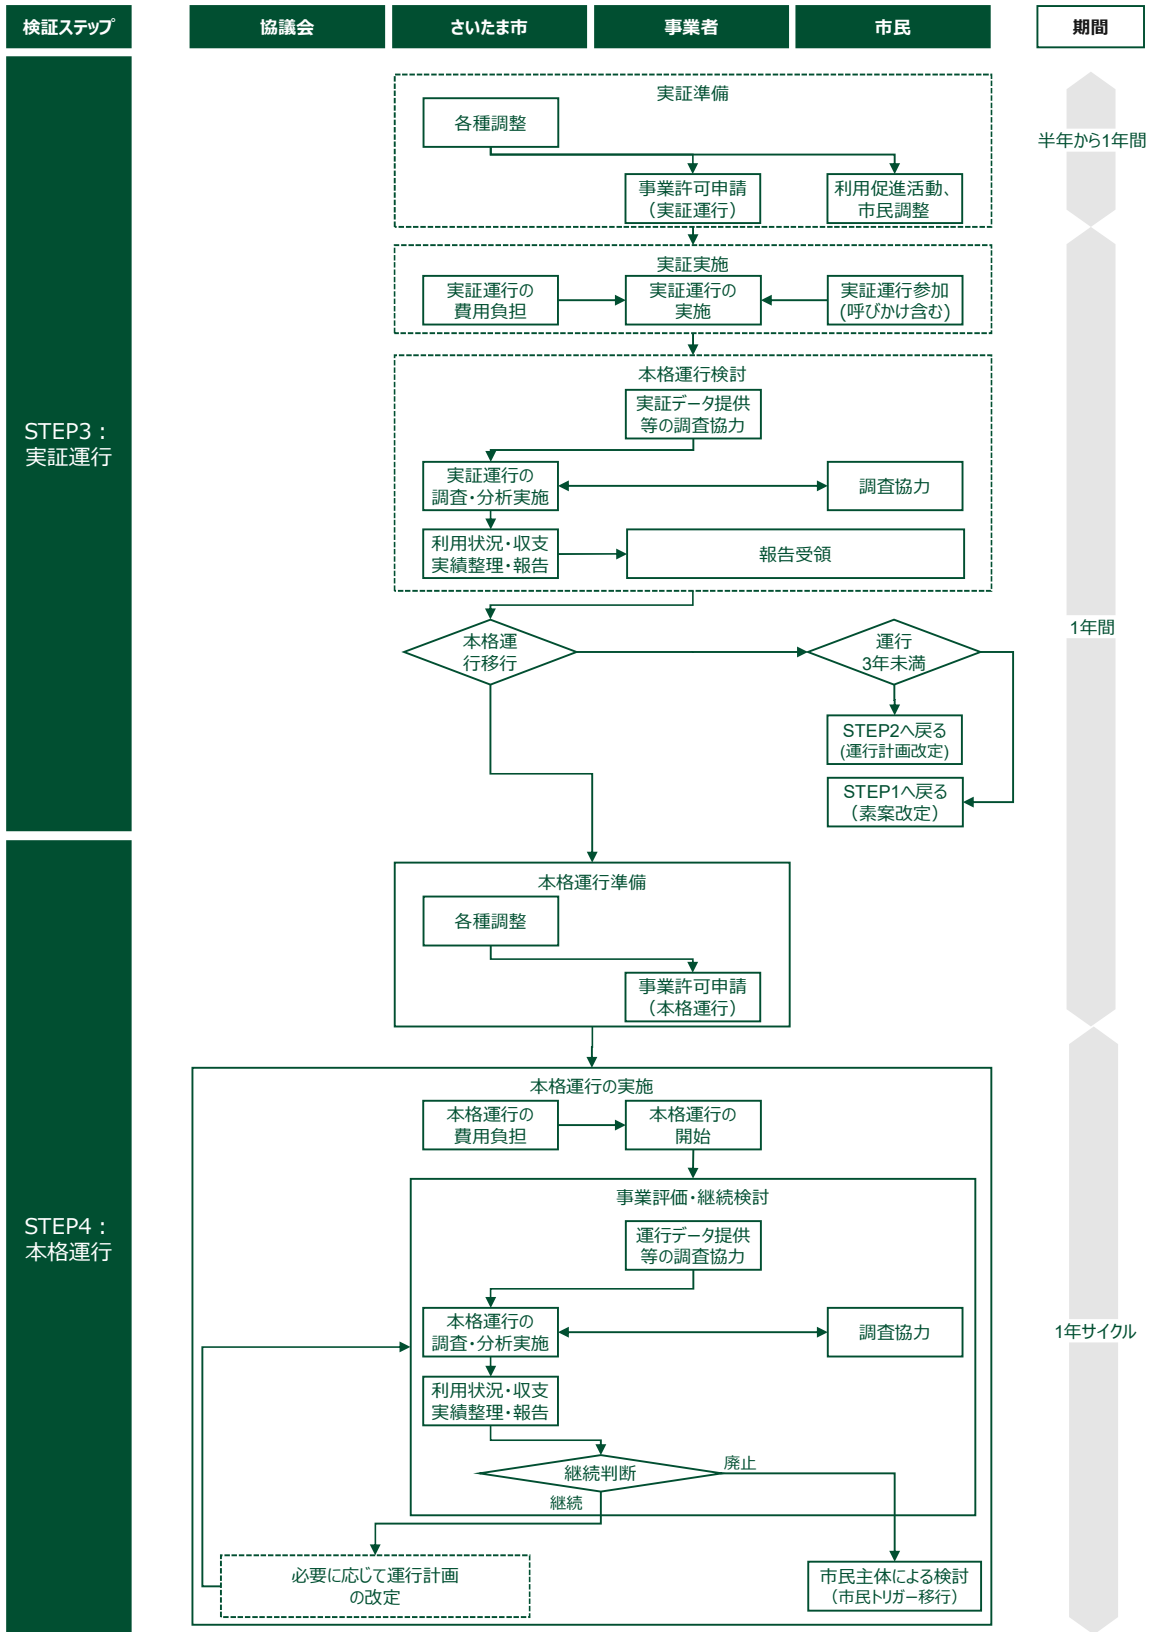 検証ステップ
協議会
さいたま市
事業者
市民
期間
STEP3：
実証運行
実証準備
各種調整
事業許可申請
（実証運行）
利用促進活動、
市民調整
半年から1年間
実証実施
実証運行の
費用負担
実証運行の
実施
実証運行参加
(呼びかけ含む)
本格運行検討
実証データ提供
等の調査協力
実証運行の
調査・分析実施
調査協力
利用状況・収支
実績整理・報告
報告受領
本格運
行移行
運行
3年未満
1年間
STEP2へ戻る
(運行計画改定)
STEP1へ戻る
（素案改定）
STEP4：
本格運行
本格運行準備
各種調整
事業許可申請
（本格運行）
本格運行の実施
本格運行の
費用負担
本格運行の
開始
事業評価・継続検討
運行データ提供
等の調査協力
本格運行の
調査・分析実施
調査協力
1年サイクル
利用状況・収支
実績整理・報告
継続判断
廃止
継続
必要に応じて運行計画
の改定
市民主体による検討
（市民トリガー移行）